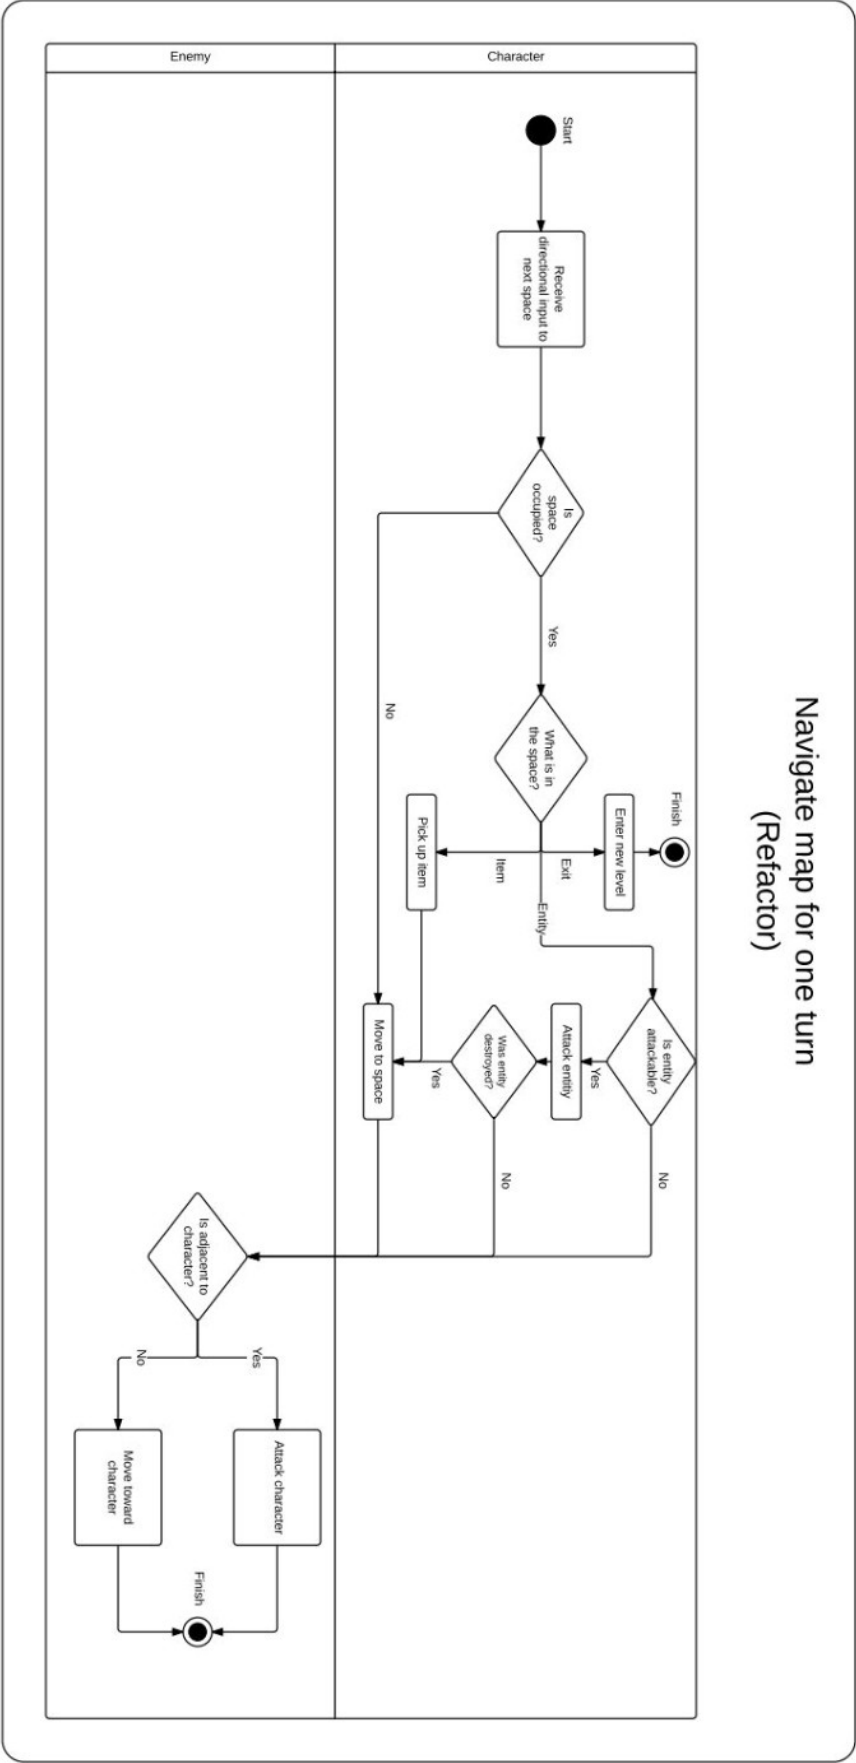 Navigate map for one turn
(Refactor)
Character
Enemy
Start
Receive
directional input to
next space
Is
space
occupied?
Yes
No
What is in
the space?
Exit
Item
Entity
Enter new level
Finish
Pick up item
Is entity
attackable?
Yes
No
Attack entitiy
Was entity
destroyed?
Yes
No
Move to space
Is adjacent to
character?
Yes
No
Attack character
Move toward
character
Finish